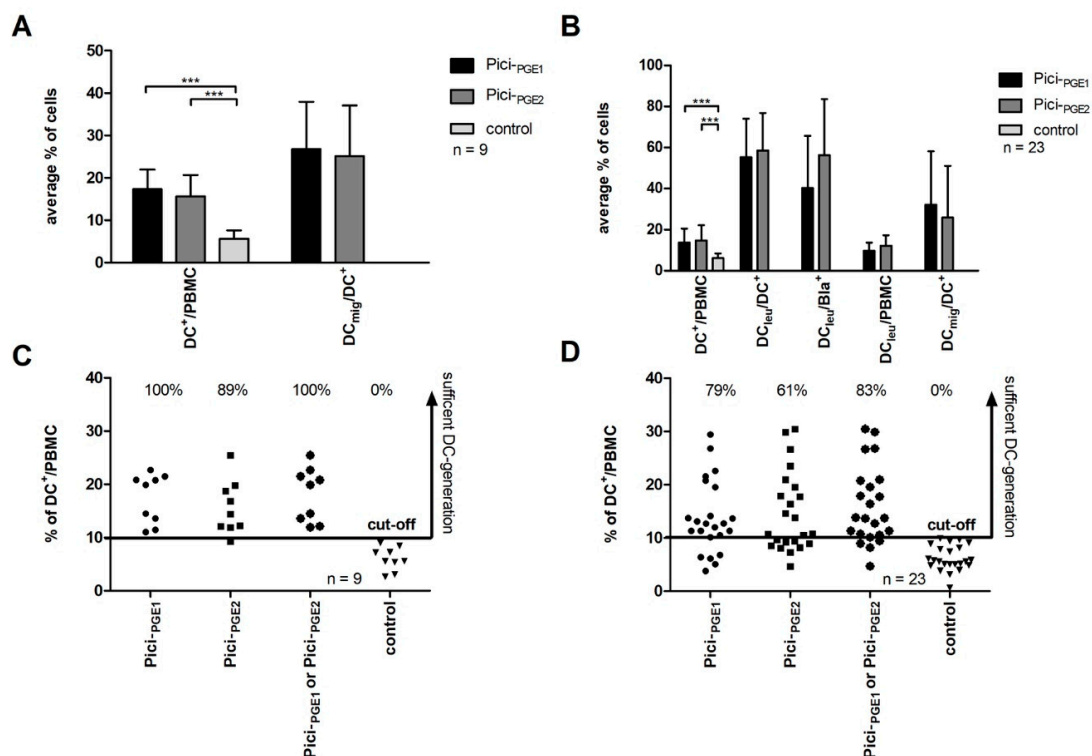 A
50
40
30
20
10
0
average % of cells
***
***
Pici-PGE1
Pici-PGE2
control
n = 9
DC+/PBMC
DCmig/DC+
B
100
80
60
40
20
0
average % of cells
***
***
Pici-PGE1
Pici-PGE2
control
n = 23
DC+/PBMC
DCleu/DC+
DCleu/Bla+
DCleu/PBMC
DCmig/DC+
C
40
30
20
10
0
% of DC+/PBMC
100% 89% 100% 0%
cut-off
n = 9
sufficent DC-generation
Pici-PGE1
Pici-PGE2
Pici-PGE1 or Pici-PGE2
control
D
40
30
20
10
0
% of DC+/PBMC
79% 61% 83% 0%
cut-off
n = 23
sufficent DC-generation
Pici-PGE1
Pici-PGE2
Pici-PGE1 or Pici-PGE2
control